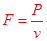 F = P/v